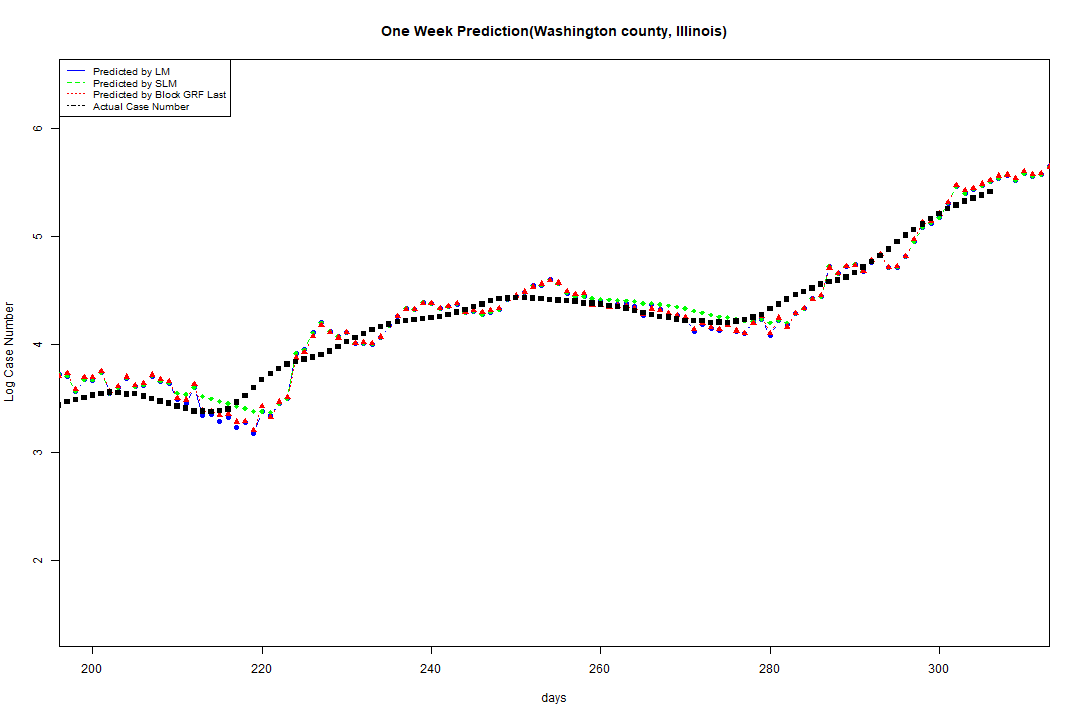 One Week Prediction(Washington county, Illinois)
Predicted by LM
Predicted by SLM
Predicted by Block GRF Last
Actual Case Number
6
5
4
3
2
Log Case Number
200 220 240 260 280 300
days